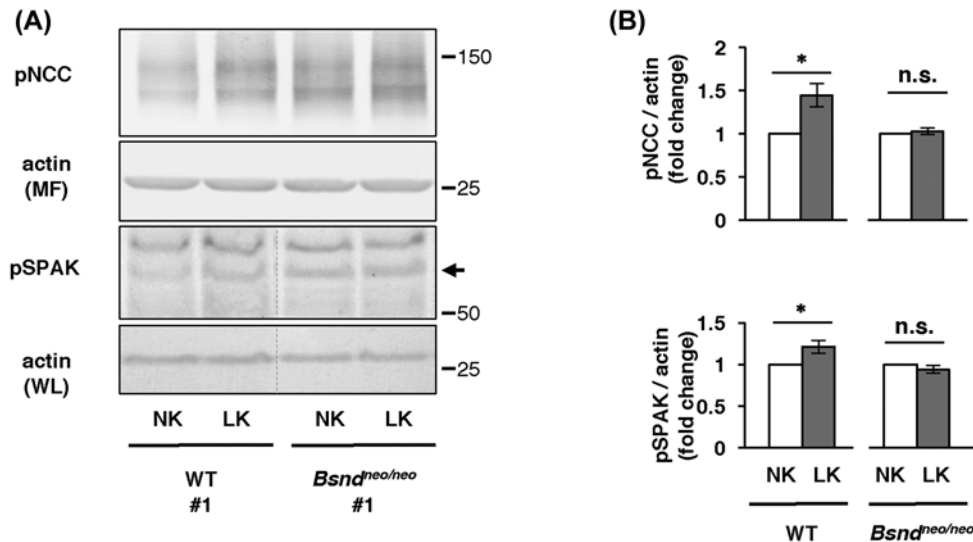 (A)
pNCC
150
actin
(MF)
25
pSPAK
50
actin
(WL)
25
NK LK NK LK
WT Bsndneo/neo
#1 #1
(B)
pNCC / actin
(fold change)
2
1.5
1
0.5
0
*
n.s.
pSPAK / actin
(fold change)
1.5
1
0.5
0
*
n.s.
NK LK NK LK
WT Bsndneo/neo